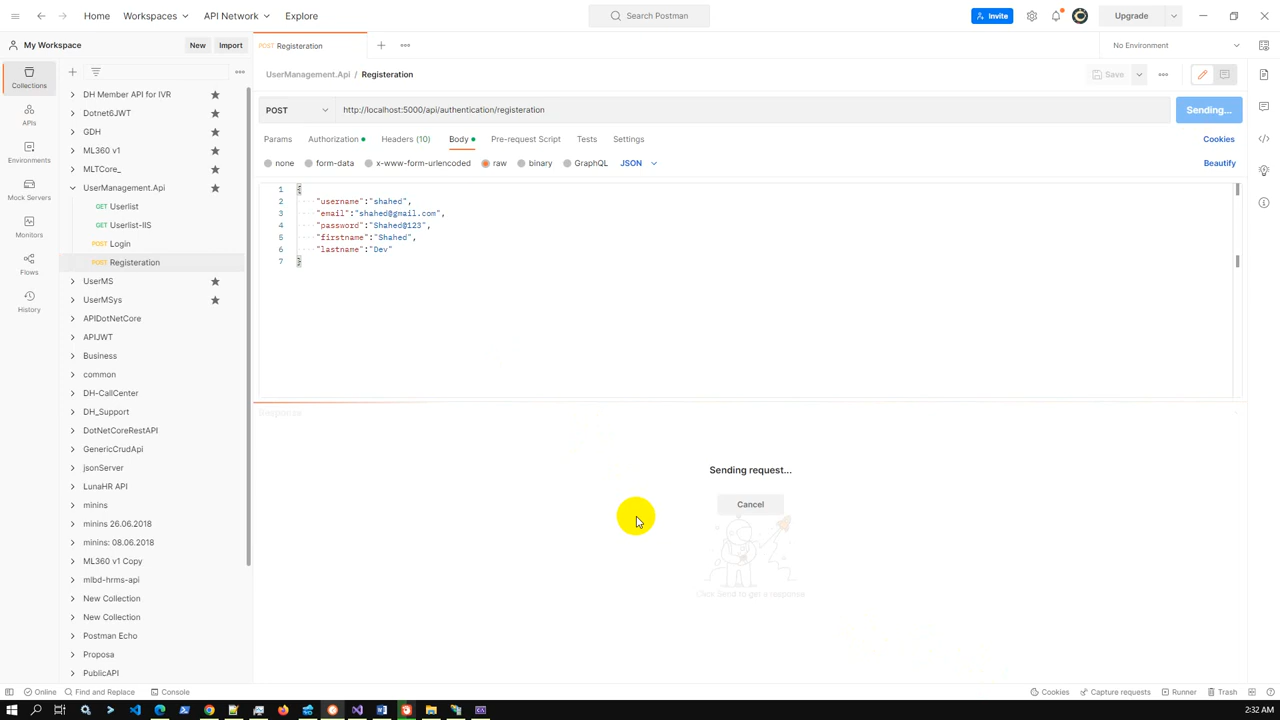 Home
Workspaces
API Network
Explore
Search Postman
Invite
Upgrade
My Workspace
New
Import
POST Registeration
No Environment
Collections
APIs
Environments
Mock Servers
Monitors
Flows
History
DH Member API for IVR
Dotnet6JWT
GDH
ML360 v1
MLTCore_
UserManagement.Api
GET Userlist
GET Userlist-IIS
POST Login
POST Registeration
UserMS
UserMSys
APIDotNetCore
APIJWT
Business
common
DH-CallCenter
DH_Support
DotNetCoreRestAPI
GenericCrudApi
jsonServer
LunaHR API
minins
minins 26.06.2018
minins: 08.06.2018
ML360 v1 Copy
mlbd-hrms-api
New Collection
New Collection
Postman Echo
Proposa
PublicAPI
UserManagement.Api / Registeration
Save
POST
http://localhost:5000/api/authentication/registeration
Sending...
Params
Authorization
Headers (10)
Body
Pre-request Script
Tests
Settings
Cookies
none
form-data
x-www-form-urlencoded
raw
binary
GraphQL
JSON
Beautify
1 {
2 "username":"shahed",
3 "email":"shahed@gmail.com",
4 "password":"Shahed@123",
5 "firstname":"Shahed",
6 "lastname":"Dev"
7 }
Response
Sending request...
Cancel
Click Send to get a response
Online
Find and Replace
Console
Cookies
Capture requests
Runner
Trash
2:32 AM